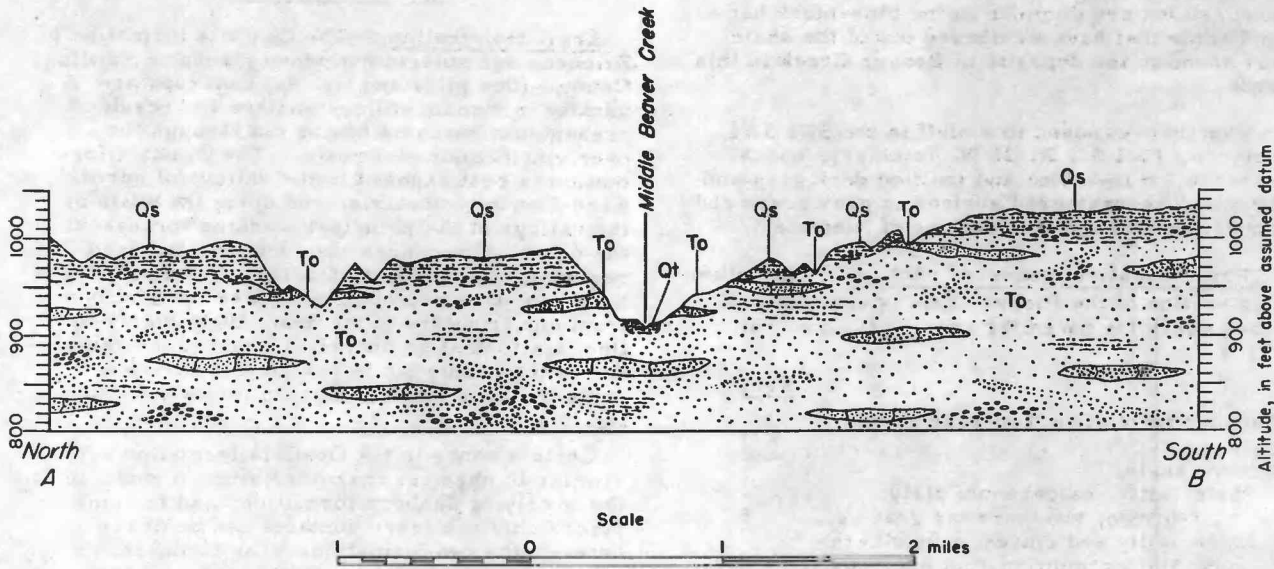 Middle Beaver Creek
Qs
Qs
Qs
Qs
Qs
To
To
Qt
To
To
To
To
To
1000
900
800
1000
900
800
Altitude, in feet above assumed datum
North
A
South
B
Scale
1 0 1 2 miles